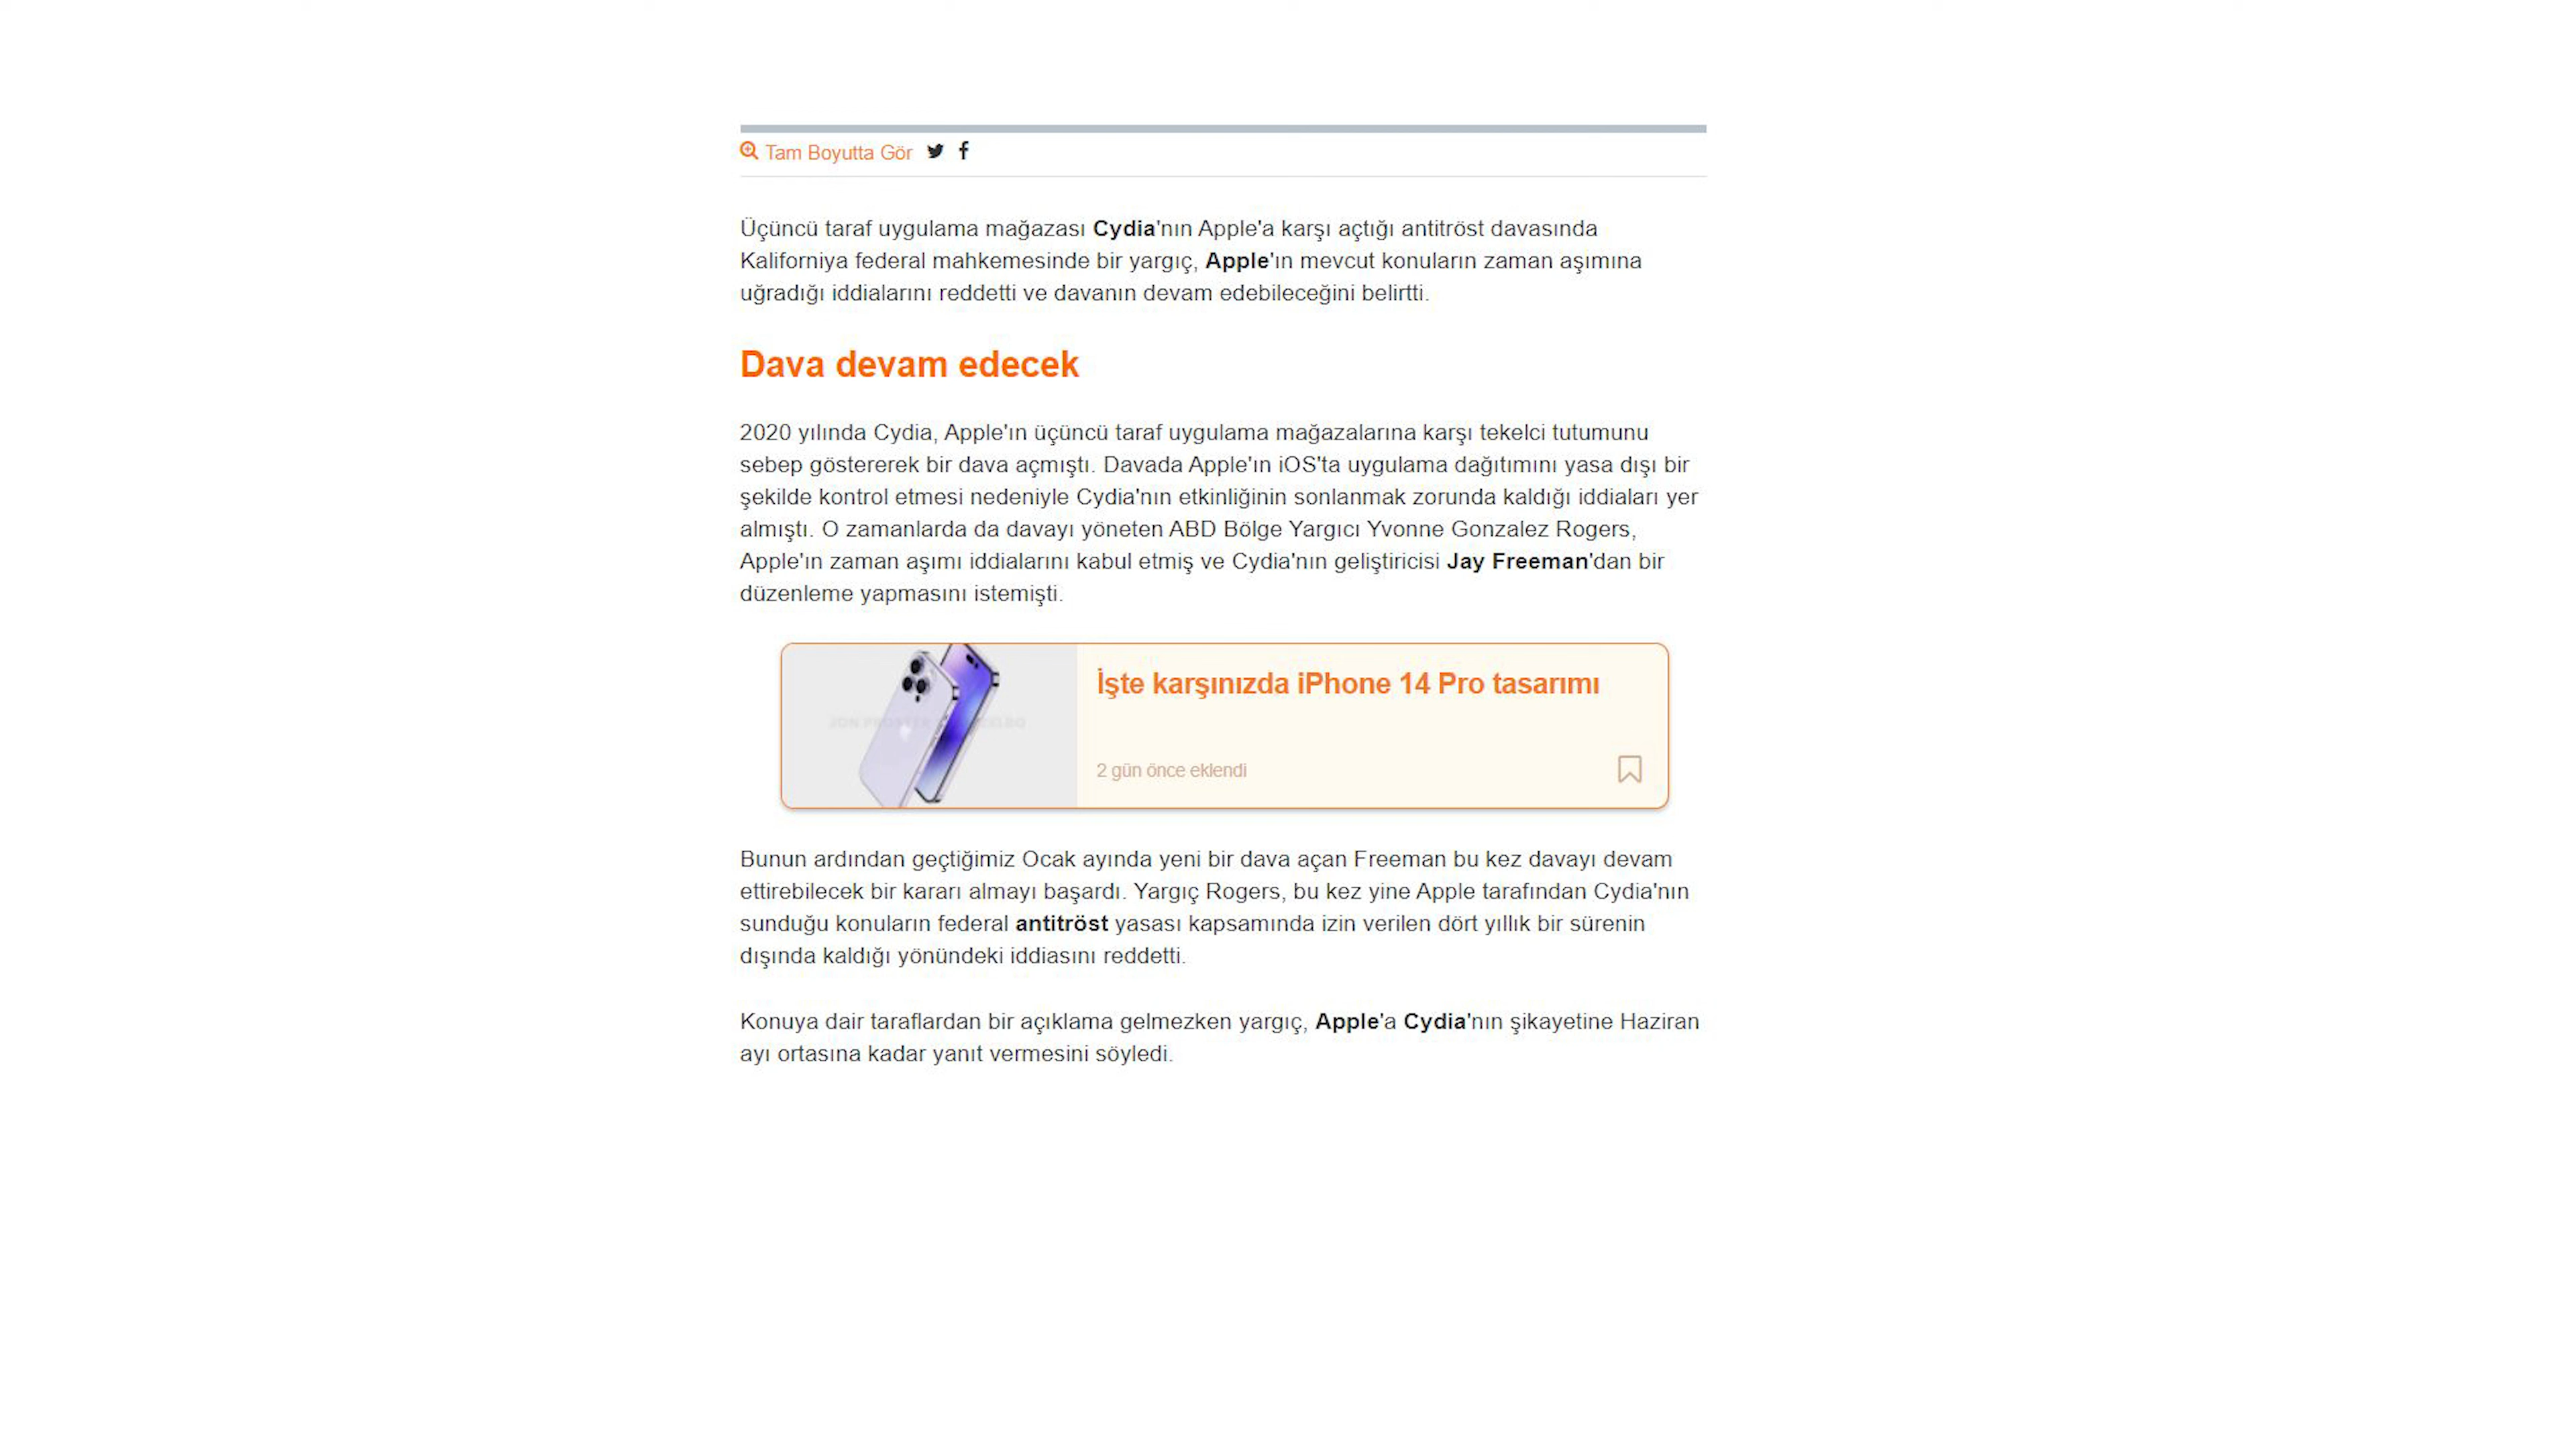 Tam Boyutta Gör
Üçüncü taraf uygulama mağazası Cydia'nın Apple'a karşı açtığı antitröst davasında
Kaliforniya federal mahkemesinde bir yargıç, Apple'ın mevcut konuların zaman aşımına
uğradığı iddialarını reddetti ve davanın devam edebileceğini belirtti.
Dava devam edecek
2020 yılında Cydia, Apple'ın üçüncü taraf uygulama mağazalarına karşı tekelci tutumunu
sebep göstererek bir dava açmıştı. Davada Apple'ın iOS'ta uygulama dağıtımını yasa dışı bir
şekilde kontrol etmesi nedeniyle Cydia'nın etkinliğinin sonlanmak zorunda kaldığı iddiaları yer
almıştı. O zamanlarda da davayı yöneten ABD Bölge Yargıcı Yvonne Gonzalez Rogers,
Apple'ın zaman aşımı iddialarını kabul etmiş ve Cydia'nın geliştiricisi Jay Freeman'dan bir
düzenleme yapmasını istemişti.
İşte karşınızda iPhone 14 Pro tasarımı
2 gün önce eklendi
Bunun ardından geçtiğimiz Ocak ayında yeni bir dava açan Freeman bu kez davayı devam
ettirebilecek bir kararı almayı başardı. Yargıç Rogers, bu kez yine Apple tarafından Cydia'nın
sunduğu konuların federal antitröst yasası kapsamında izin verilen dört yıllık bir sürenin
dışında kaldığı yönündeki iddiasını reddetti.
Konuya dair taraflardan bir açıklama gelmezken yargıç, Apple'a Cydia'nın şikayetine Haziran
ayı ortasına kadar yanıt vermesini söyledi.